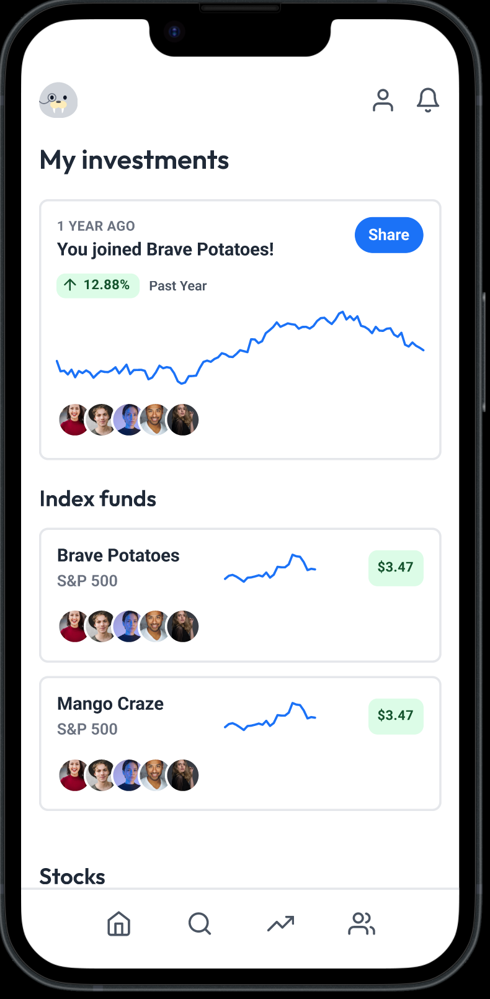 My investments
1 YEAR AGO
Share
You joined Brave Potatoes!
12.88%
Past Year
Index funds
Brave Potatoes
$3.47
S&P 500
Mango Craze
$3.47
S&P 500
Stocks